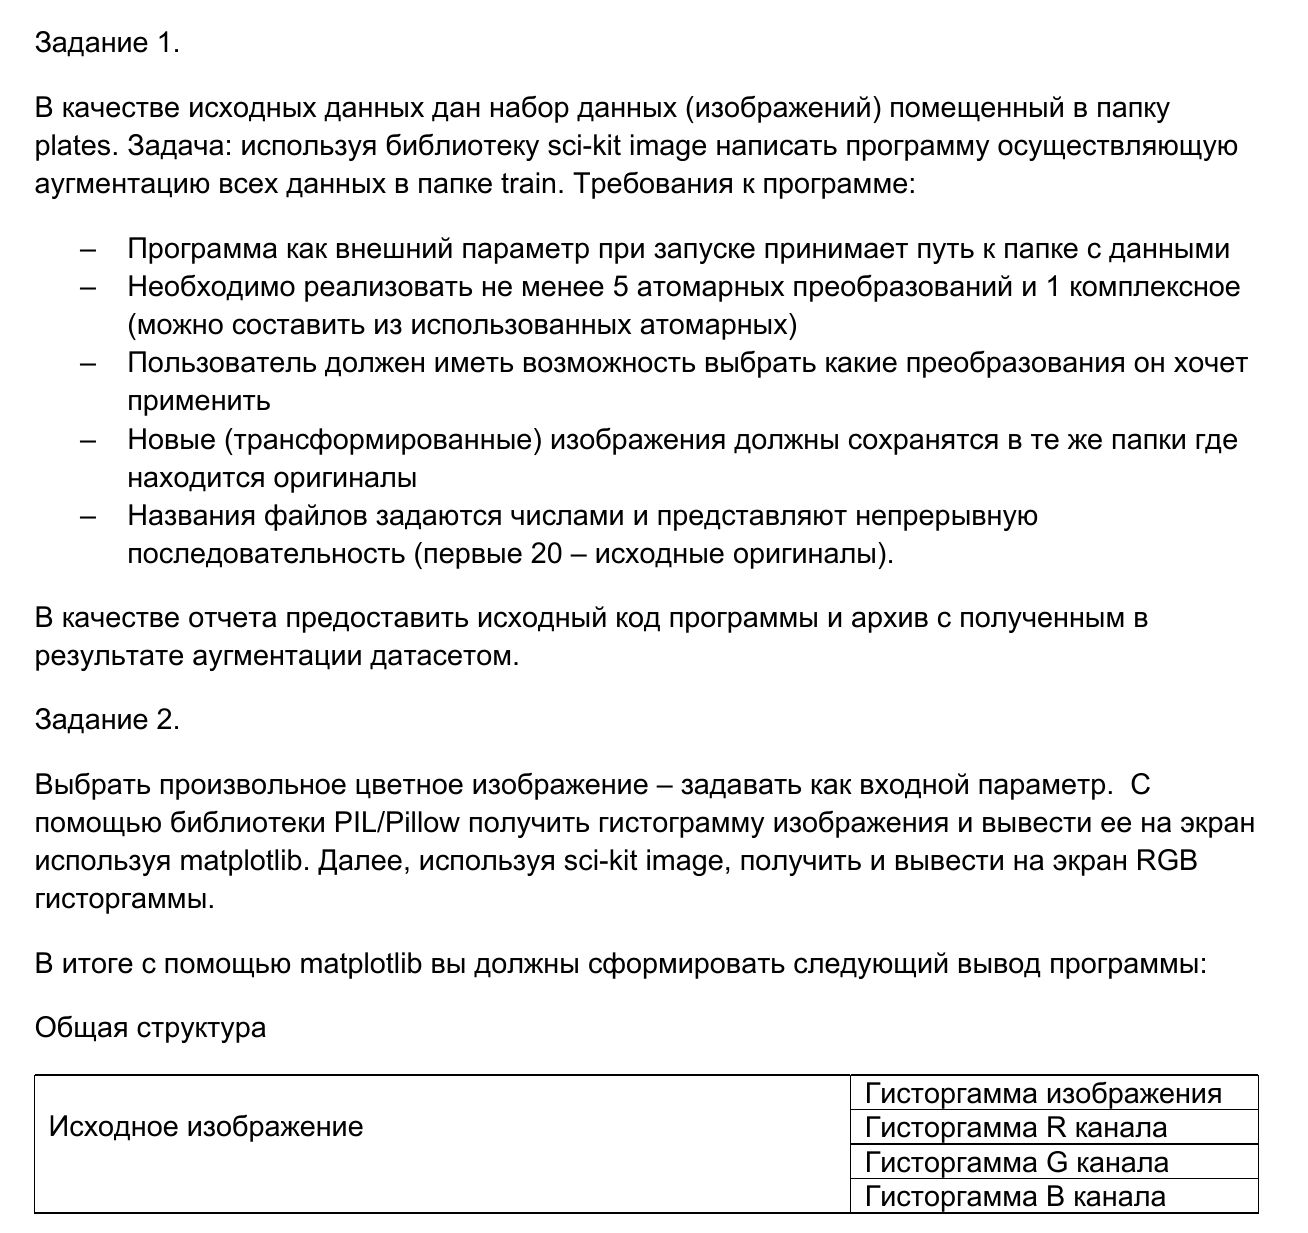 Задание 1.
В качестве исходных данных дан набор данных (изображений) помещенный в папку
plates. Задача: используя библиотеку sci-kit image написать программу осуществляющую
аугментацию всех данных в папке train. Требования к программе:
– Программа как внешний параметр при запуске принимает путь к папке с данными
– Необходимо реализовать не менее 5 атомарных преобразований и 1 комплексное
(можно составить из использованных атомарных)
– Пользователь должен иметь возможность выбрать какие преобразования он хочет
применить
– Новые (трансформированные) изображения должны сохранятся в те же папки где
находится оригиналы
– Названия файлов задаются числами и представляют непрерывную
последовательность (первые 20 – исходные оригиналы).
В качестве отчета предоставить исходный код программы и архив с полученным в
результате аугментации датасетом.
Задание 2.
Выбрать произвольное цветное изображение – задавать как входной параметр.  С
помощью библиотеки PIL/Pillow получить гистограмму изображения и вывести ее на экран
используя matplotlib. Далее, используя sci-kit image, получить и вывести на экран RGB
гисторгаммы.
В итоге с помощью matplotlib вы должны сформировать следующий вывод программы:
Общая структура
Исходное изображение
Гисторгамма изображения
Гисторгамма R канала
Гисторгамма G канала
Гисторгамма B канала